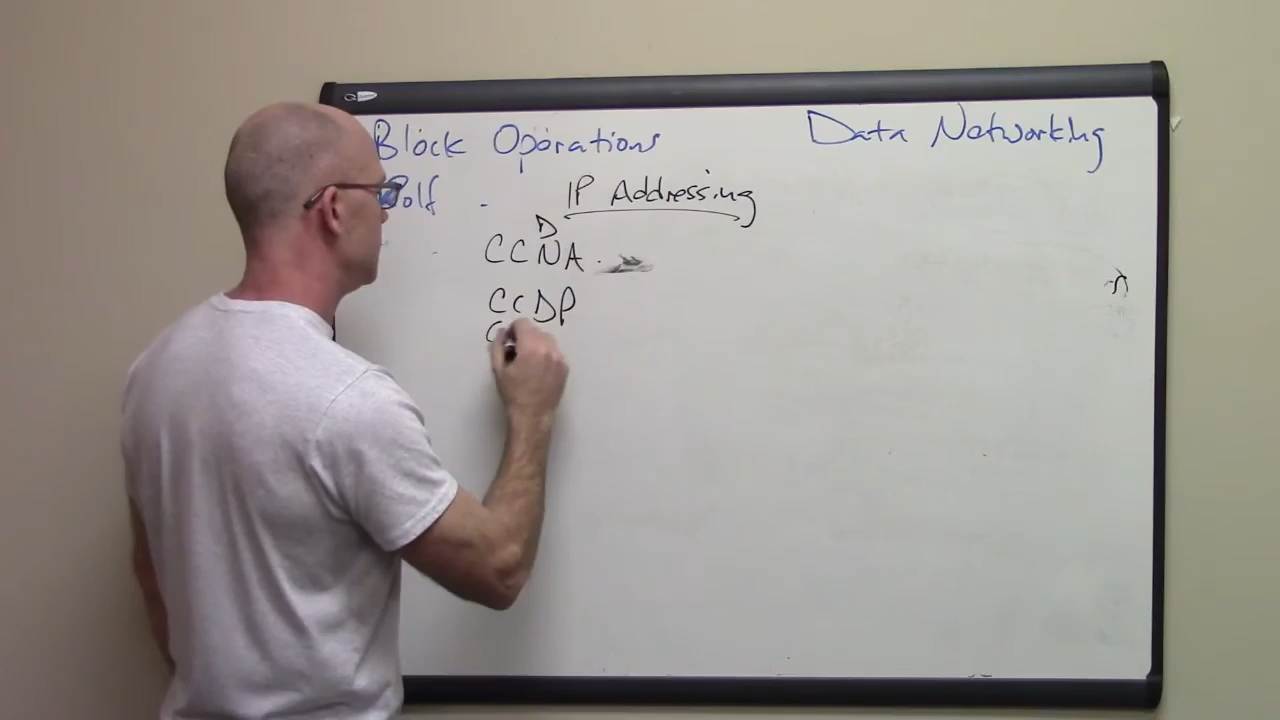 Block Operations
Data Networking
IP Addressing
D
CCNA.
CCDP
C